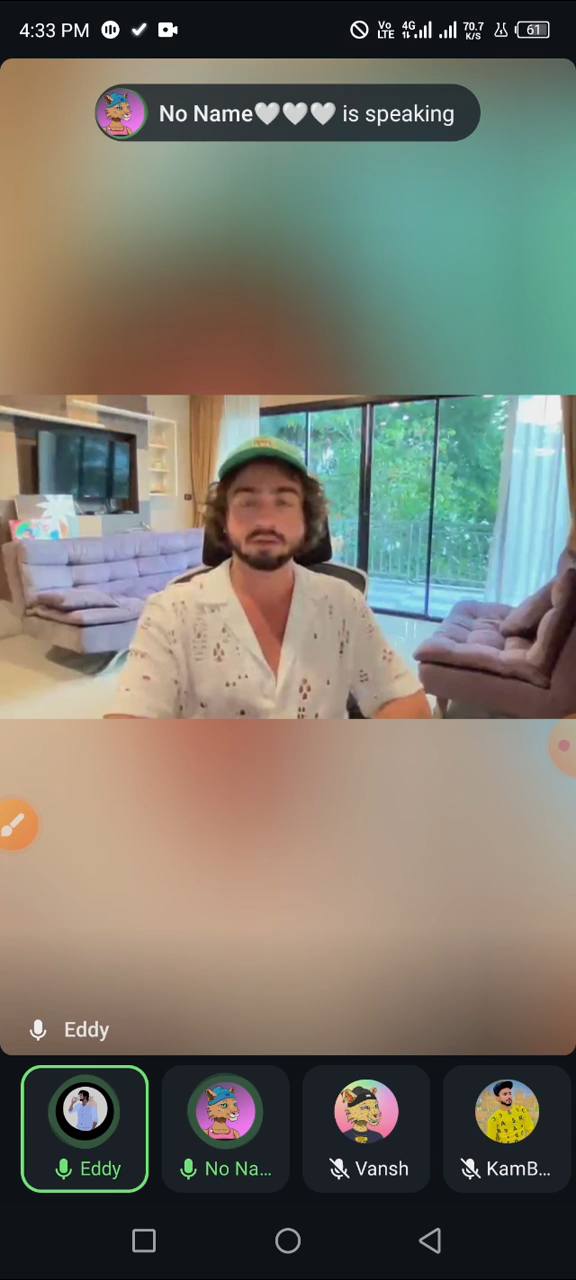 4:33 PM
Vo LTE 4G 70.7 K/S 61
No Name🤍🤍🤍 is speaking
Eddy
Eddy
No Na...
Vansh
KamB...